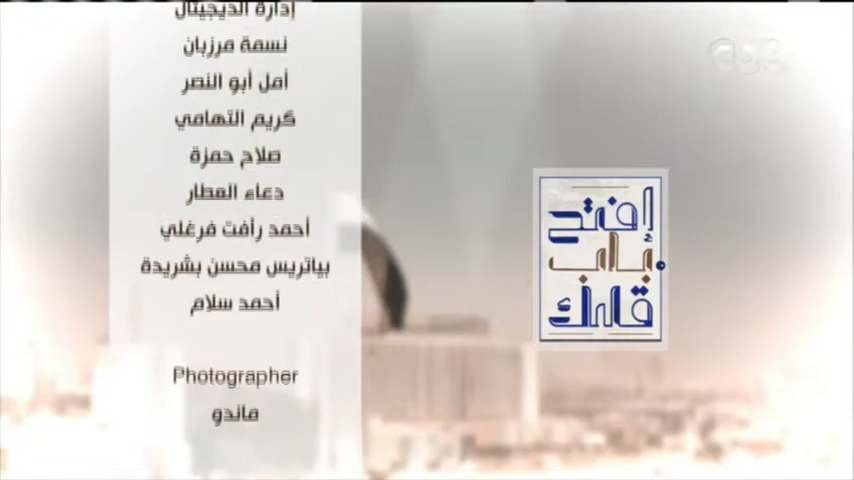 إدارة الديجيتال
نسمة مرزبان
أمل أبو النصر
كريم التهامي
صلاح حمزة
دعاء العطار
أحمد رأفت فرغلي
بياتريس محسن بشريدة
أحمد سلام
Photographer
ماندو
إفتح
باب
قلبك
CBC